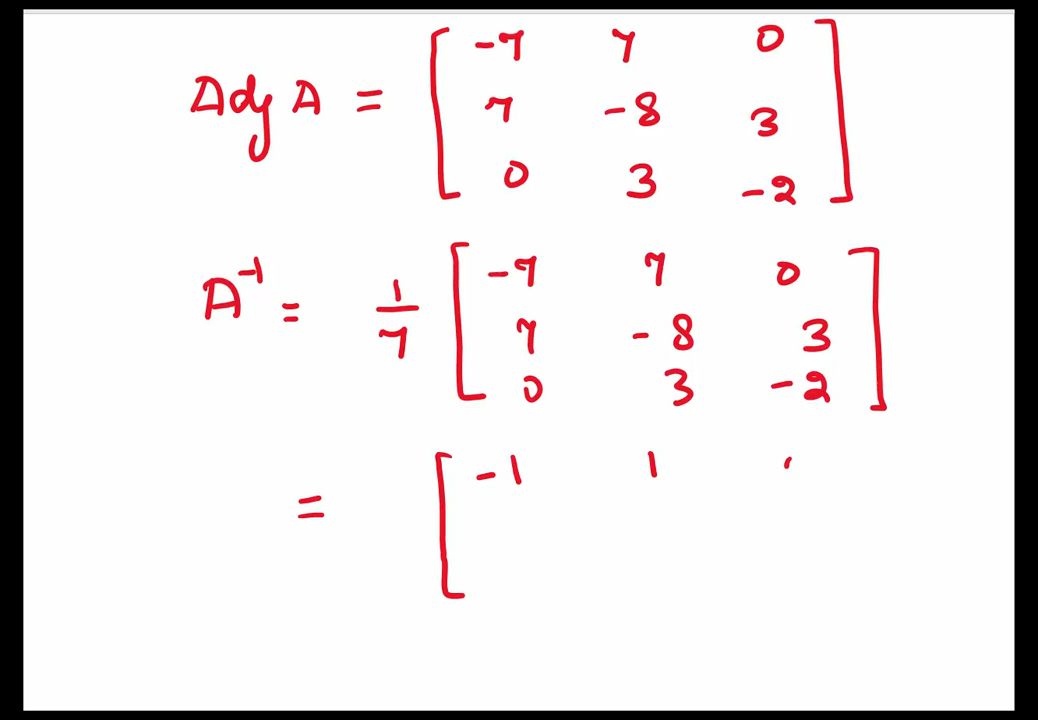 Adj A = [ -7 7 0
7 -8 3
0 3 -2 ]
A⁻¹ = 1/7 [ -7 7 0
7 -8 3
0 3 -2 ]
= [ -1 1